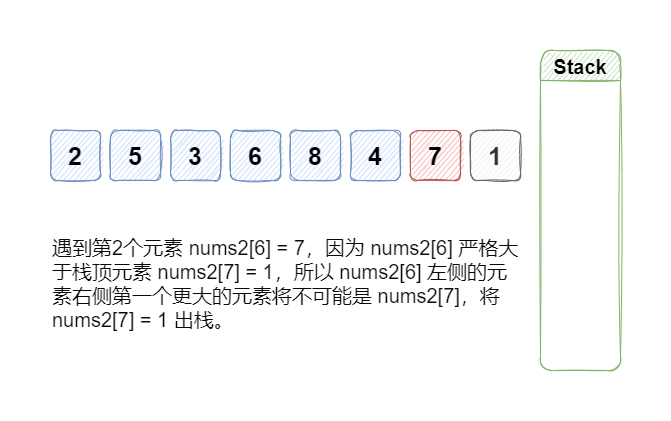 Stack
2 5 3 6 8 4 7 1
遇到第2个元素 nums2[6] = 7，因为 nums2[6] 严格大
于栈顶元素 nums2[7] = 1，所以 nums2[6] 左侧的元
素右侧第一个更大的元素将不可能是 nums2[7]，将
nums2[7] = 1 出栈。